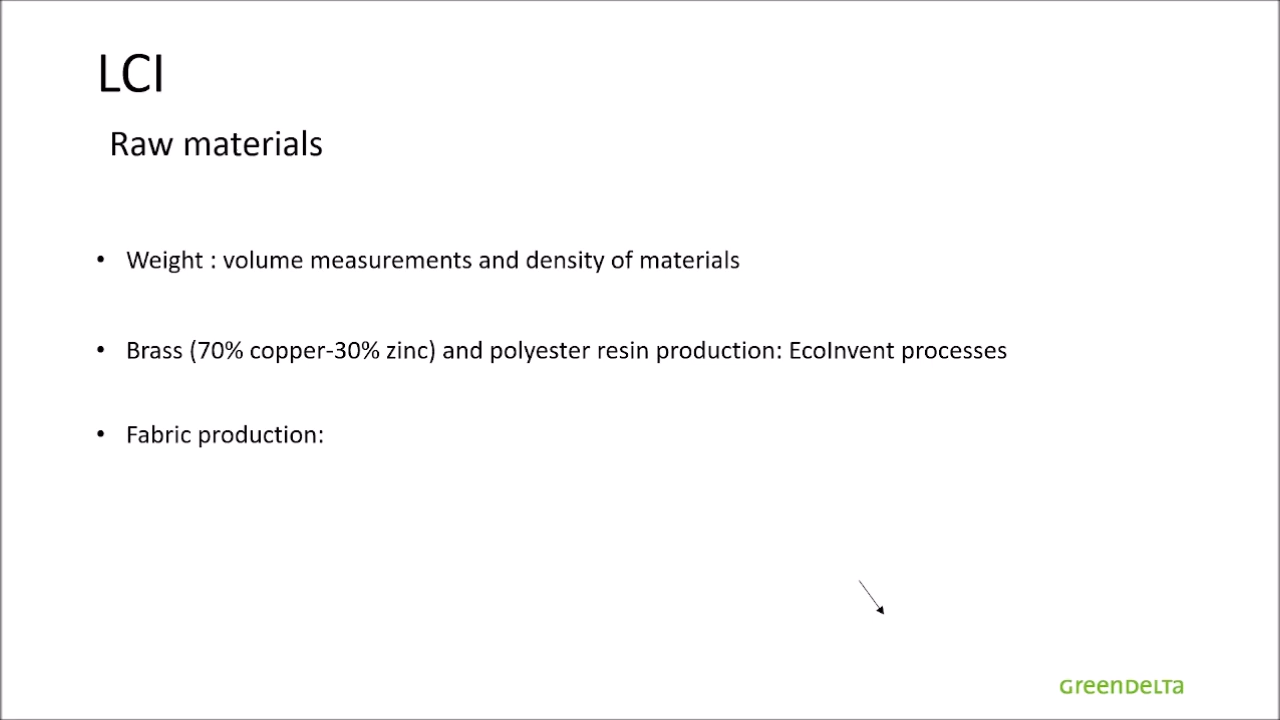 LCI
Raw materials
• Weight : volume measurements and density of materials
• Brass (70% copper-30% zinc) and polyester resin production: EcoInvent processes
• Fabric production:
GreenDelta